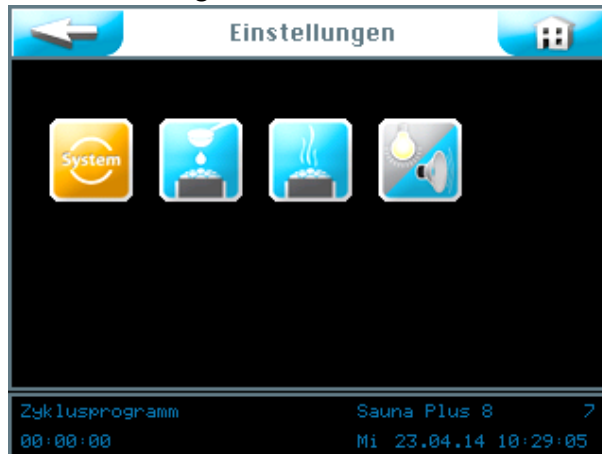 Einstellungen
System
Zyklusprogramm Sauna Plus 8 7
00:00:00 Mi 23.04.14 10:29:05